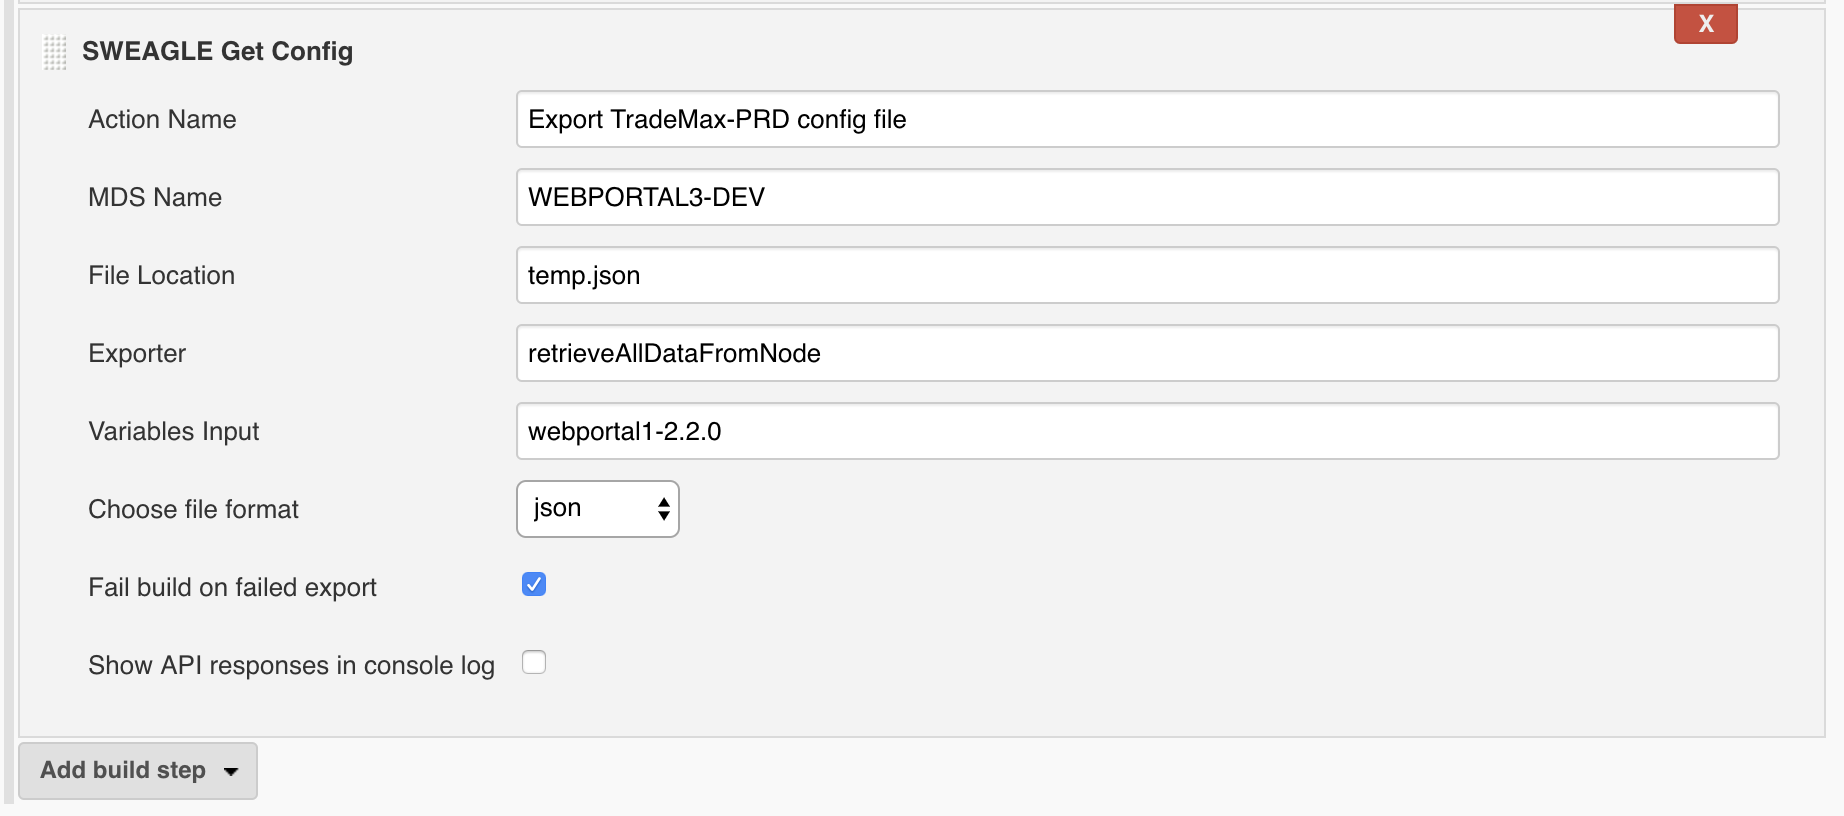 X
SWEAGLE Get Config
Action Name Export TradeMax-PRD config file
MDS Name WEBPORTAL3-DEV
File Location temp.json
Exporter retrieveAllDataFromNode
Variables Input webportal1-2.2.0
Choose file format json
Fail build on failed export
Show API responses in console log
Add build step